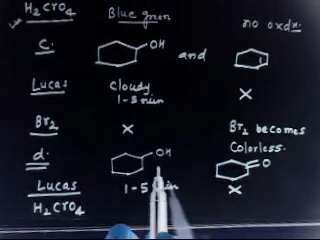 H2CrO4 Blue green no oxdn.
C. OH and
Lucas Cloudy
1-5 min X
Br2 X Br2 becomes
Colorless.
d. OH O
Lucas 1-5 min X
H2CrO4